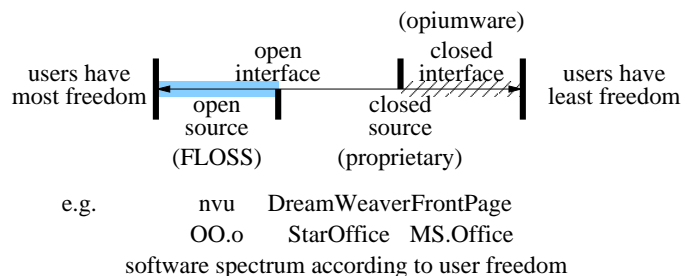 (opiumware)
open closed
users have interface interface users have
most freedom least freedom
open closed
source source
(FLOSS) (proprietary)
e.g. nvu DreamWeaverFrontPage
OO.o StarOffice MS.Office
software spectrum according to user freedom